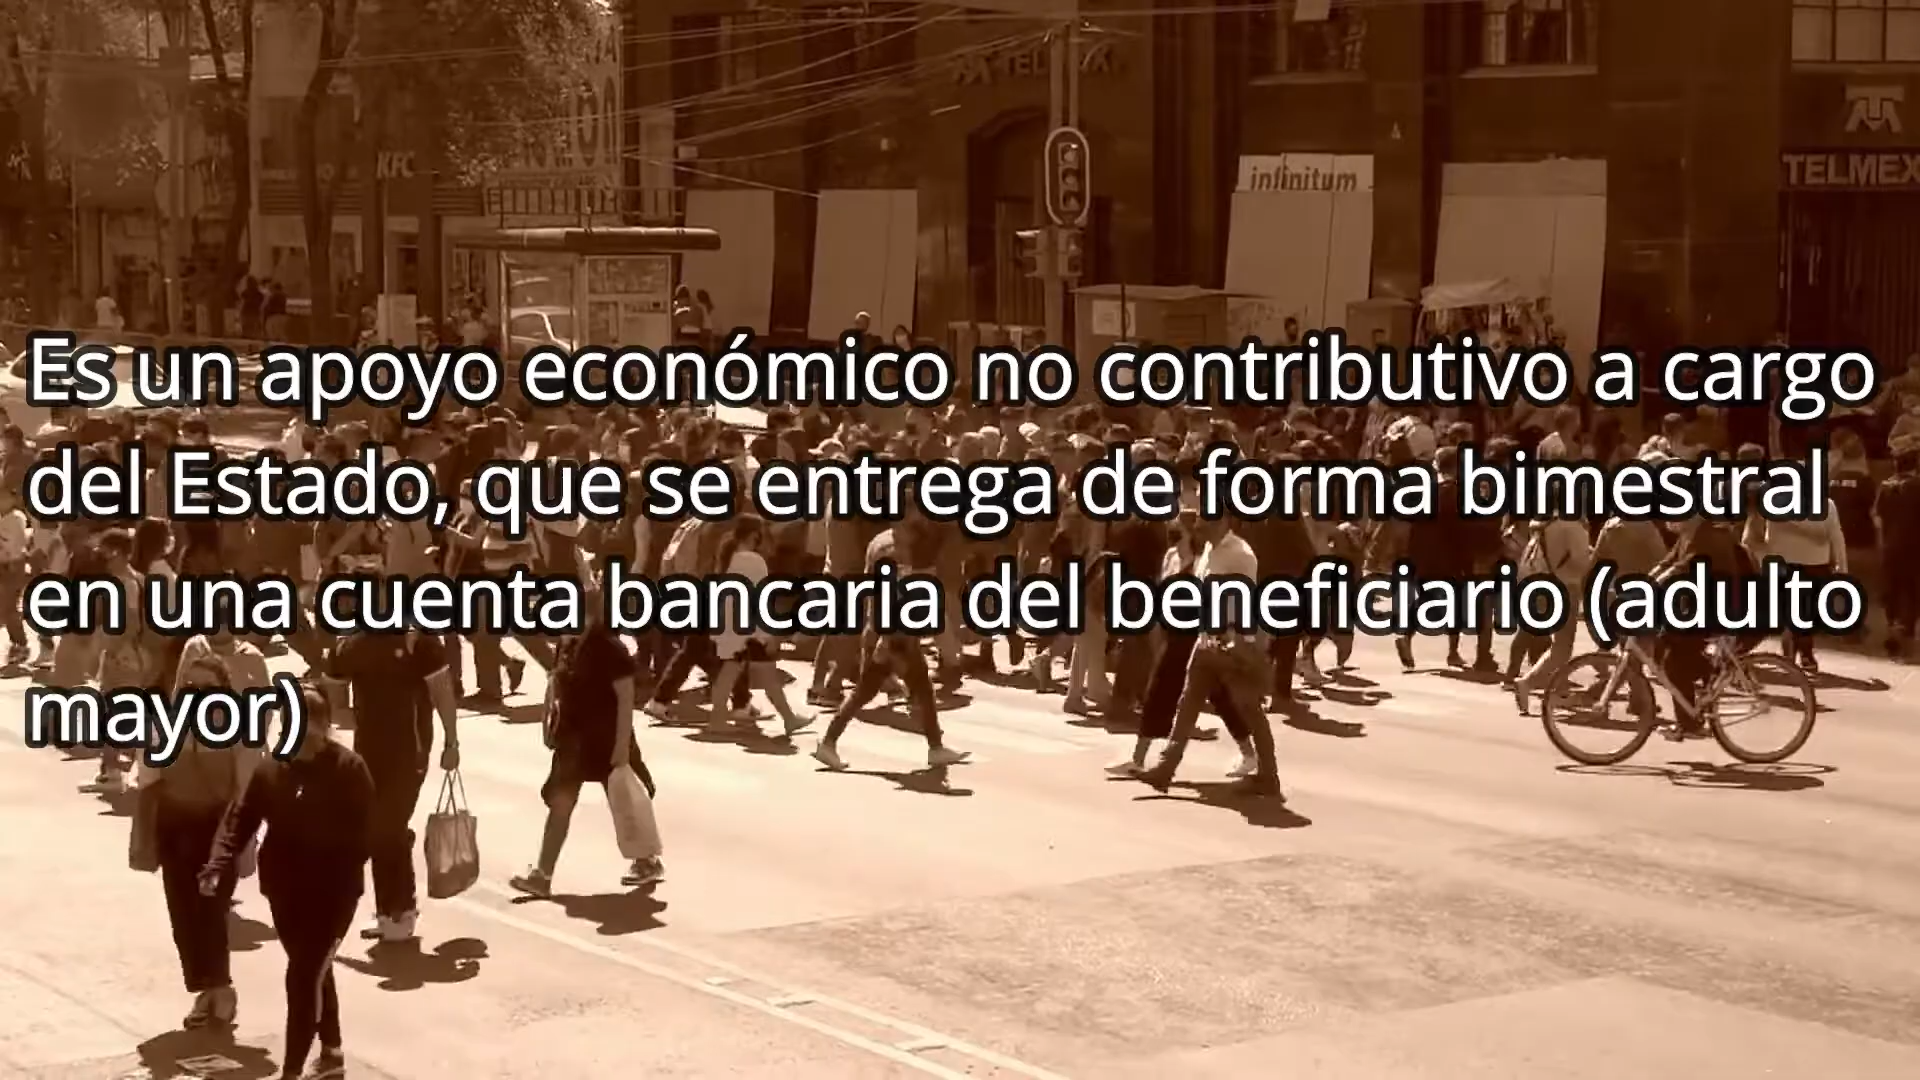 KFC
TELMEX
infinitum
TELMEX
Es un apoyo económico no contributivo a cargo
del Estado, que se entrega de forma bimestral
en una cuenta bancaria del beneficiario (adulto
mayor)